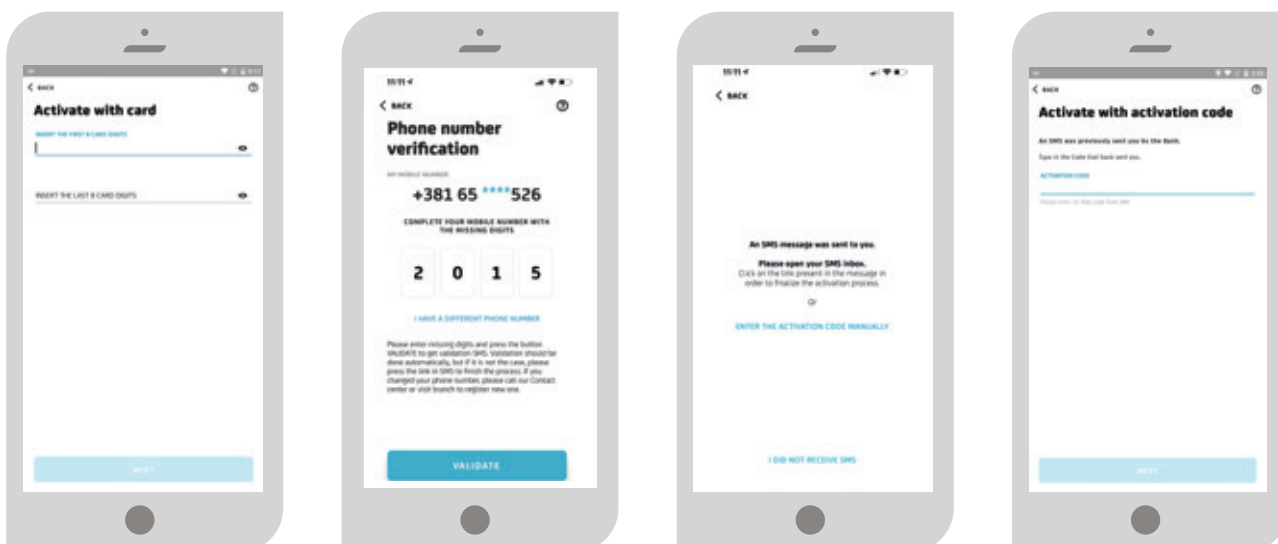 BACK
Activate with card
INSERT THE FIRST 8 CARD DIGITS
INSERT THE LAST 8 CARD DIGITS
NEXT
11:11
BACK
Phone number
verification
MY MOBILE NUMBER
+381 65 ****526
COMPLETE YOUR MOBILE NUMBER WITH
THE MISSING DIGITS
2 0 1 5
I HAVE A DIFFERENT PHONE NUMBER
Please enter missing digits and press the button
VALIDATE to get validation SMS. Validation should be
done automatically, but if it is not the case, please
press the link in SMS to finish the process. If you
changed your phone number, please call our Contact
center or visit branch to register new one.
VALIDATE
11:11
BACK
An SMS message was sent to you.
Please open your SMS inbox.
Click on the link present in the message in
order to finalize the activation process.
Or
ENTER THE ACTIVATION CODE MANUALLY
I DID NOT RECEIVE SMS
BACK
Activate with activation code
An SMS was previously sent you by the Bank.
Type in the Code that bank sent you.
ACTIVATION CODE
NEXT